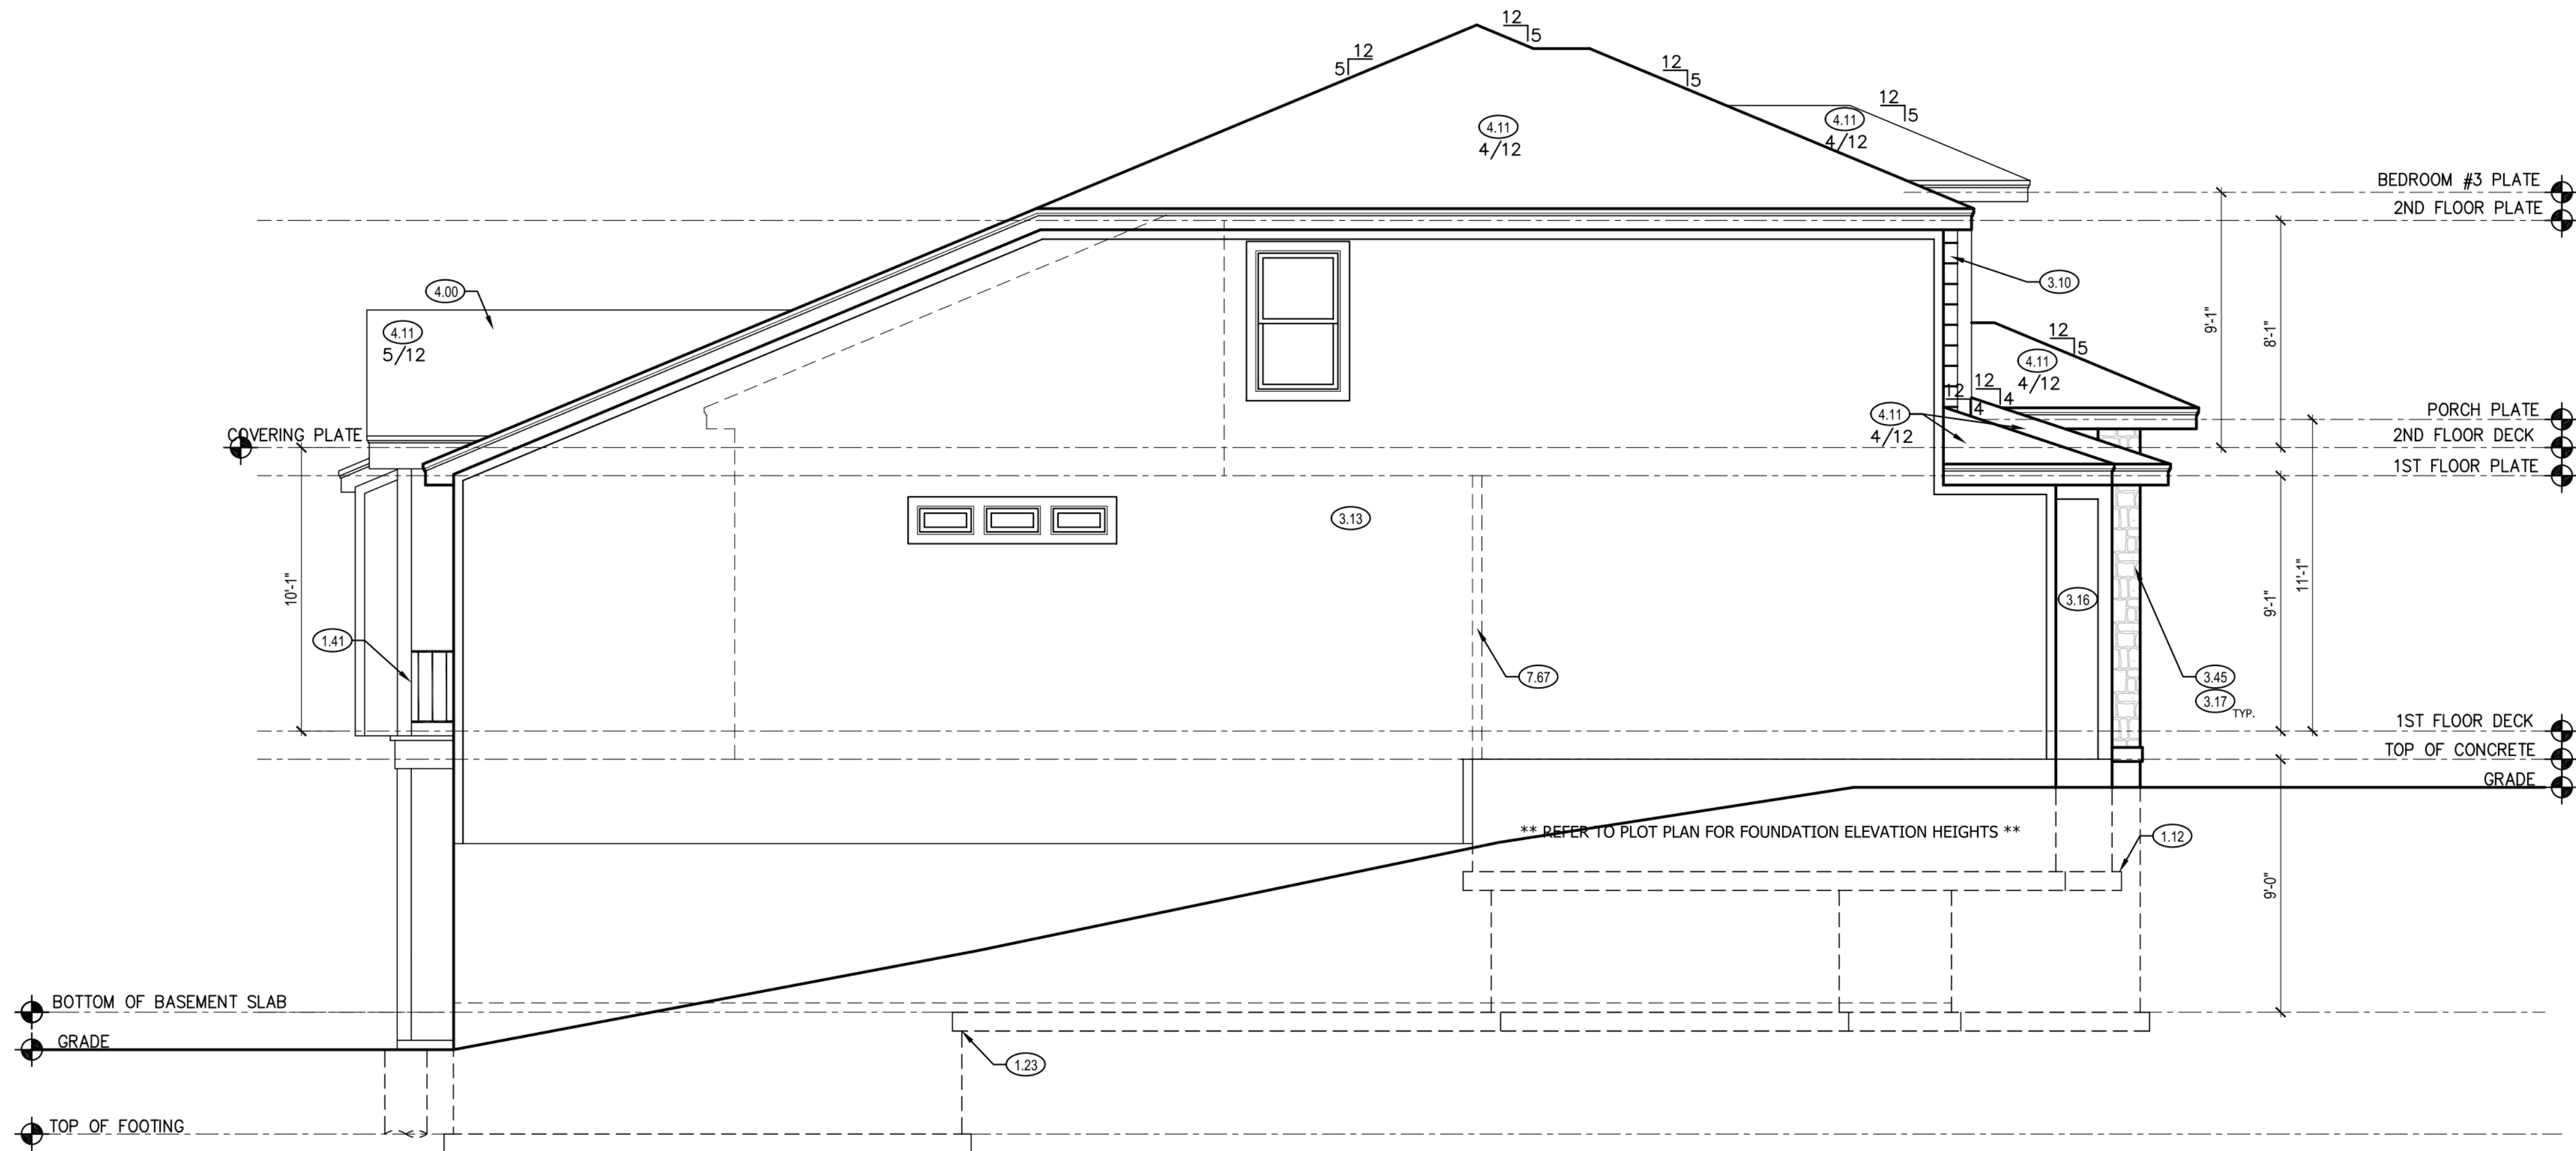 12
5
12
5
12
5
12
5
4.11
4/12
4.11
4/12
BEDROOM #3 PLATE
2ND FLOOR PLATE
4.00
3.10
4.11
5/12
9'-1"
8'-1"
12
5
4.11
4/12
12
4
12
4
4.11
4/12
PORCH PLATE
COVERING PLATE
2ND FLOOR DECK
1ST FLOOR PLATE
3.13
10'-1"
3.16
9'-1"
11'-1"
1.41
7.67
3.45
3.17
TYP.
1ST FLOOR DECK
TOP OF CONCRETE
GRADE
** REFER TO PLOT PLAN FOR FOUNDATION ELEVATION HEIGHTS **
1.12
9'-0"
BOTTOM OF BASEMENT SLAB
GRADE
1.23
TOP OF FOOTING